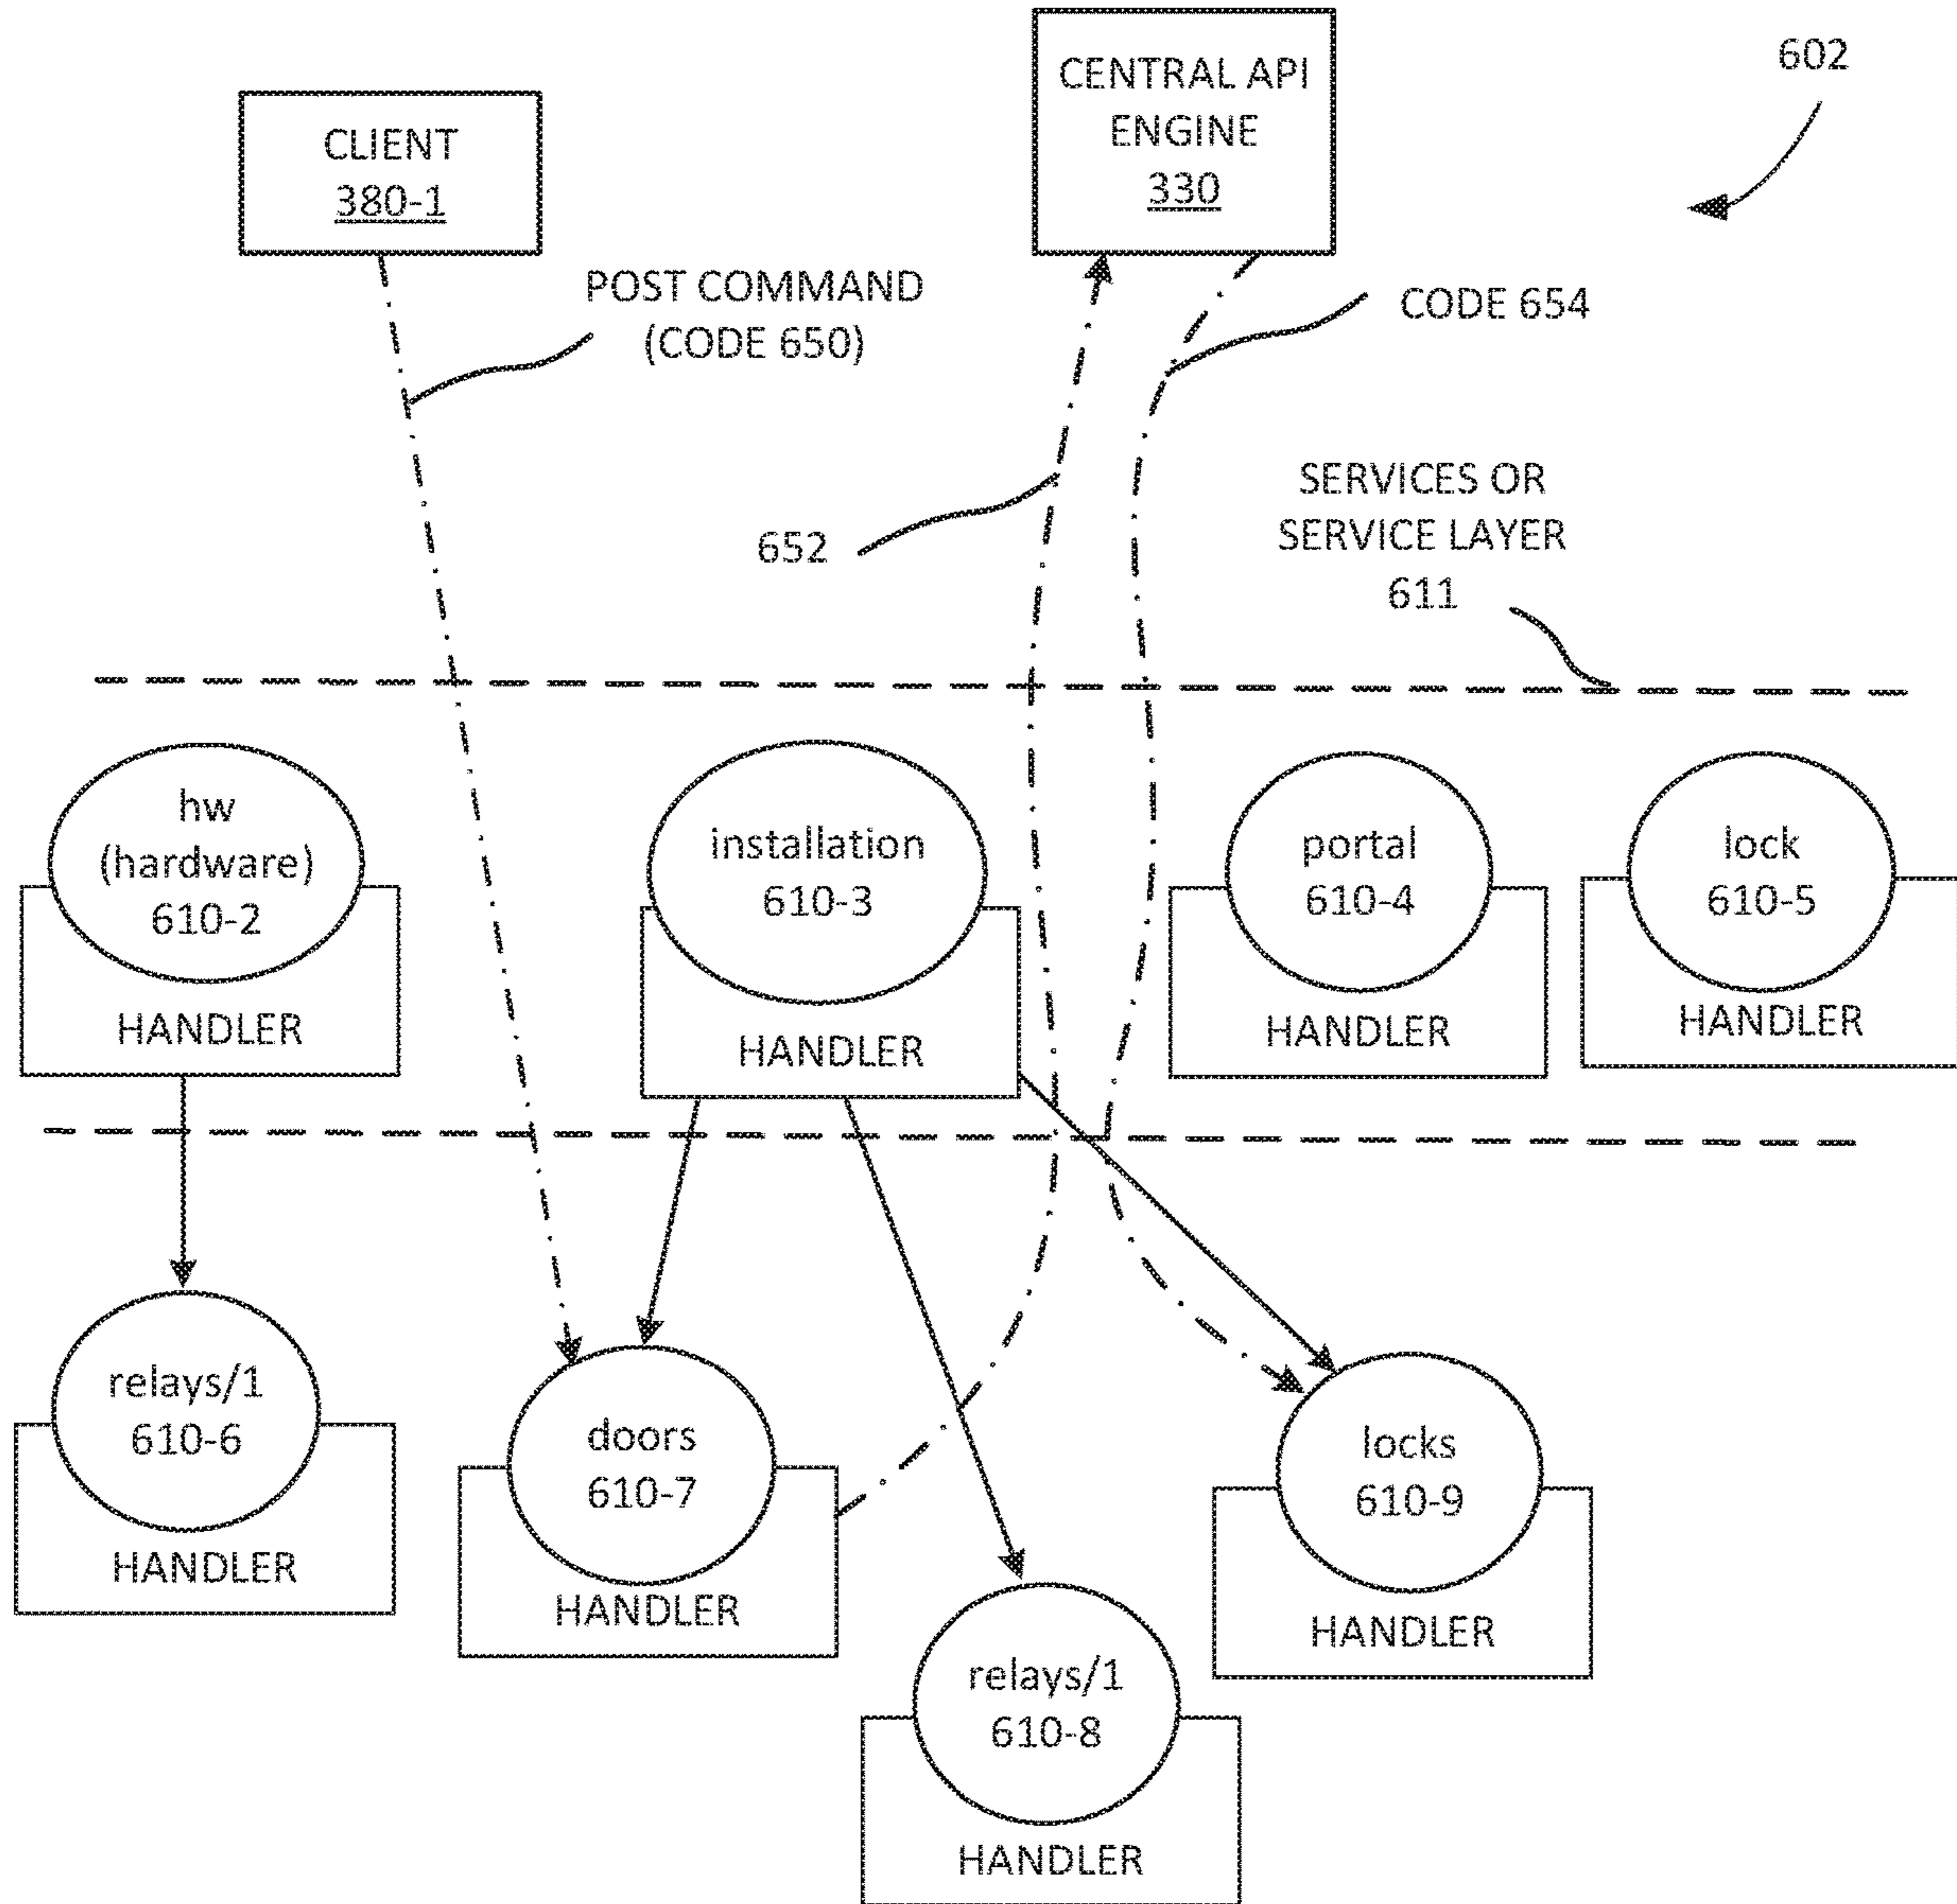 CENTRAL API
ENGINE
330
602
CLIENT
380-1
POST COMMAND
(CODE 650)
CODE 654
652
SERVICES OR
SERVICE LAYER
611
hw
(hardware)
610-2
HANDLER
installation
610-3
HANDLER
portal
610-4
HANDLER
lock
610-5
HANDLER
relays/1
610-6
HANDLER
doors
610-7
HANDLER
relays/1
610-8
HANDLER
locks
610-9
HANDLER